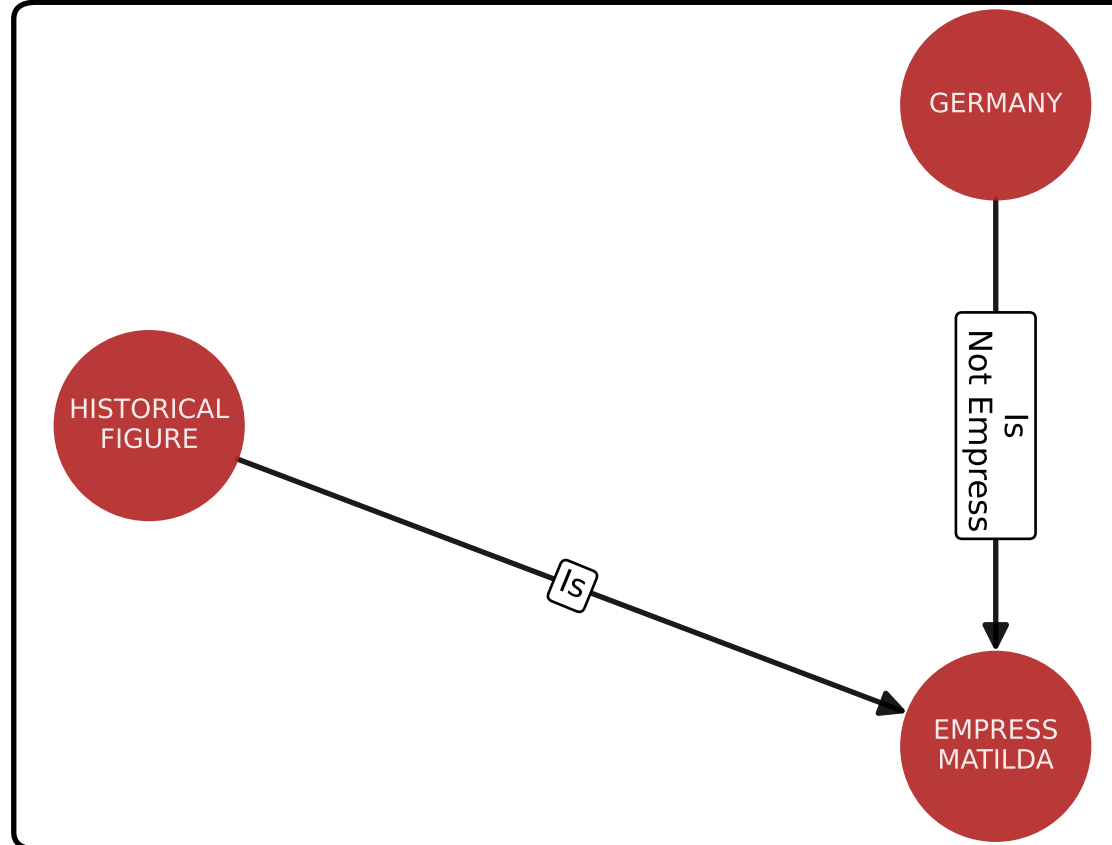 GERMANY
Is
Not Empress
HISTORICAL
FIGURE
Is
EMPRESS
MATILDA